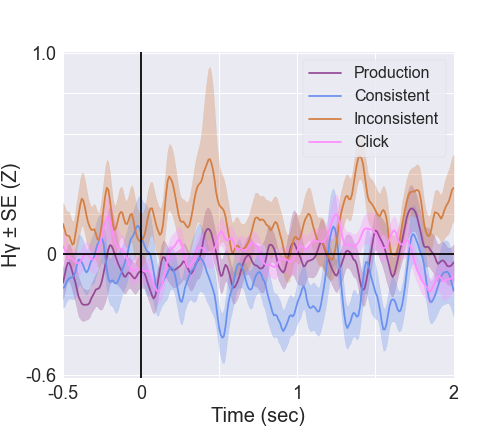 1.0
Production
Consistent
Inconsistent
Click
Hγ ± SE (Z)
0
-0.6
-0.5 0 1 2
Time (sec)